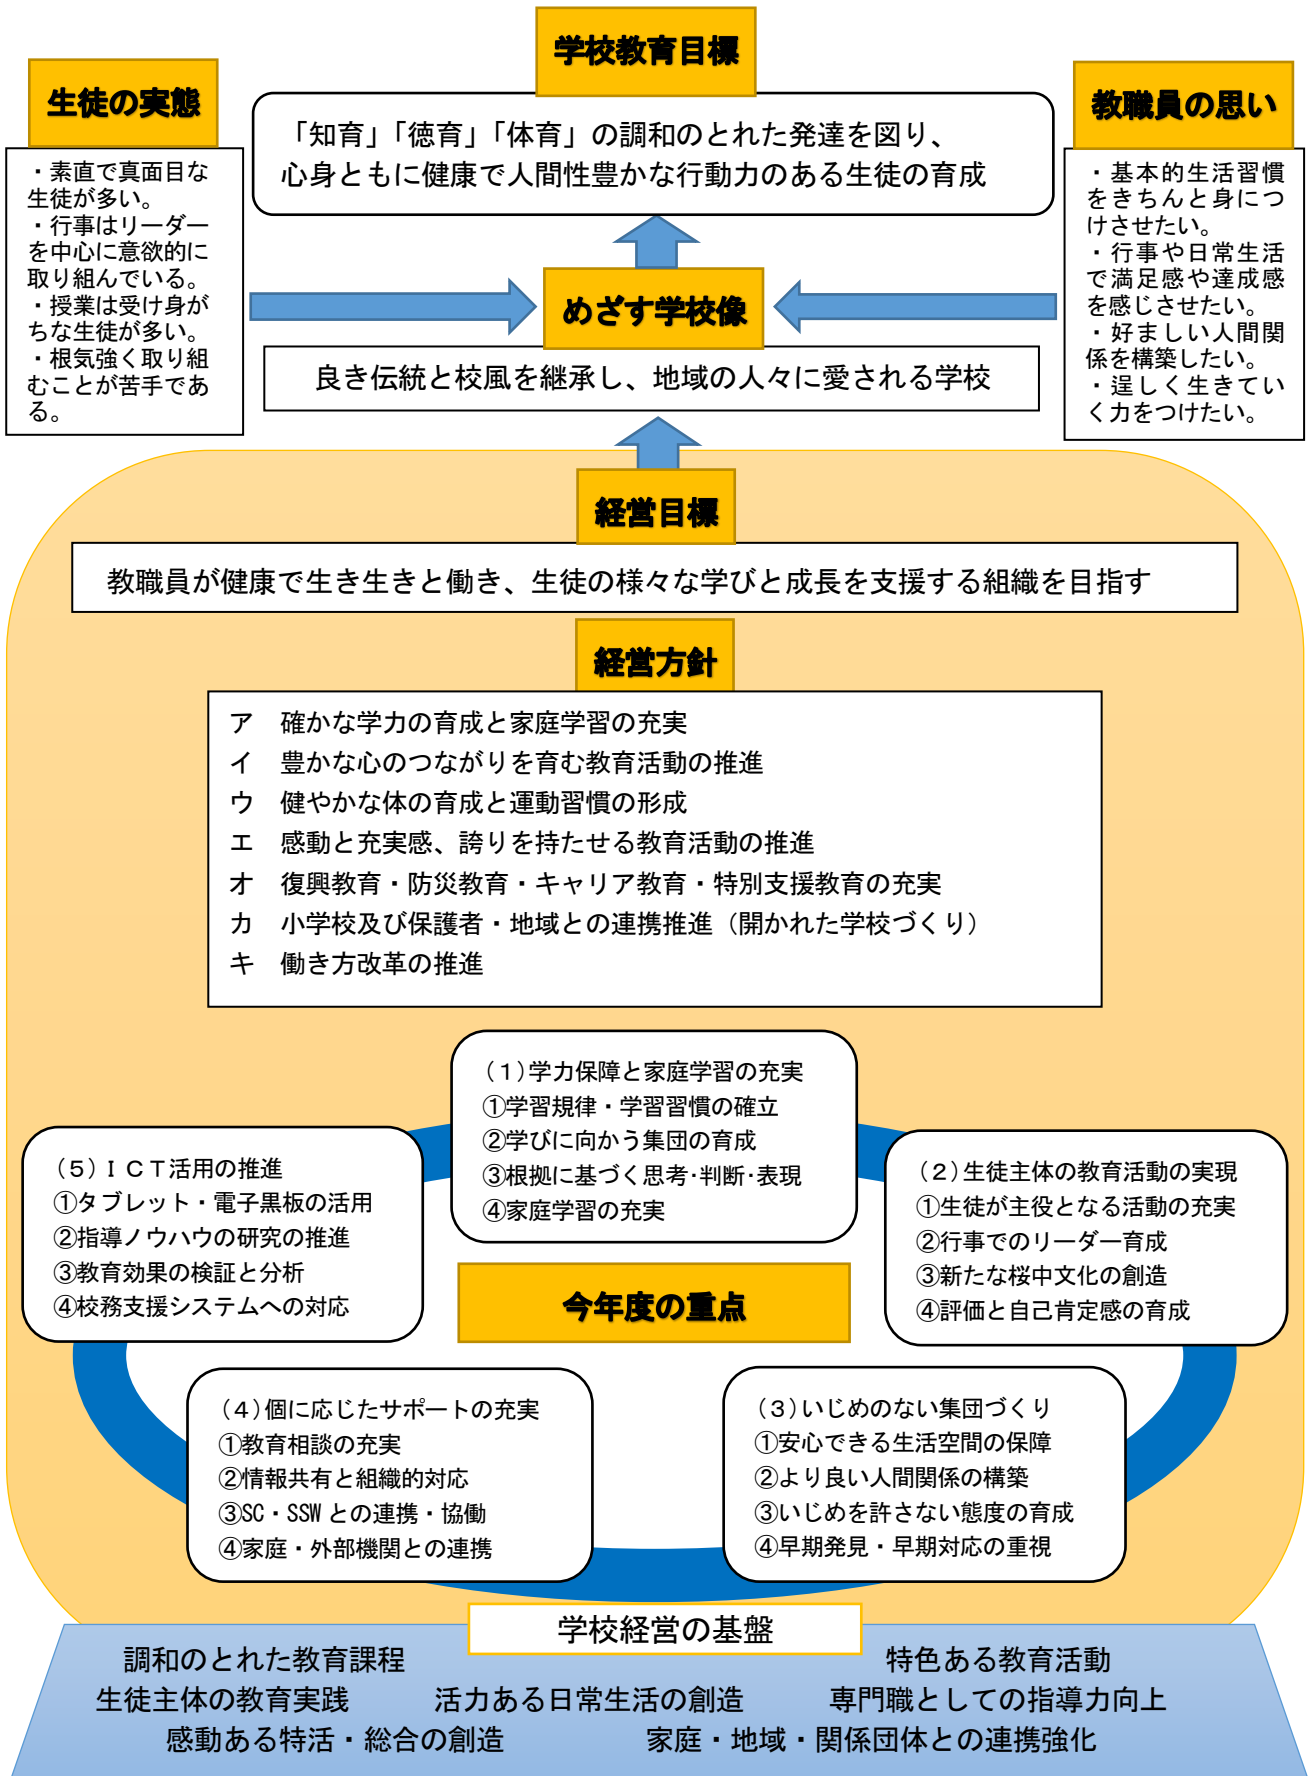 学校教育目標
「知育」「徳育」「体育」の調和のとれた発達を図り、
心身ともに健康で人間性豊かな行動力のある生徒の育成
生徒の実態
・素直で真面目な
生徒が多い。
・行事はリーダー
を中心に意欲的に
取り組んでいる。
・授業は受け身が
ちな生徒が多い。
・根気強く取り組
むことが苦手であ
る。
教職員の思い
・基本的生活習慣
をきちんと身につ
けさせたい。
・行事や日常生活
で満足感や達成感
を感じさせたい。
・好ましい人間関
係を構築したい。
・逞しく生きてい
く力をつけたい。
めざす学校像
良き伝統と校風を継承し、地域の人々に愛される学校
経営目標
教職員が健康で生き生きと働き、生徒の様々な学びと成長を支援する組織を目指す
経営方針
ア　確かな学力の育成と家庭学習の充実
イ　豊かな心のつながりを育む教育活動の推進
ウ　健やかな体の育成と運動習慣の形成
エ　感動と充実感、誇りを持たせる教育活動の推進
オ　復興教育・防災教育・キャリア教育・特別支援教育の充実
カ　小学校及び保護者・地域との連携推進（開かれた学校づくり）
キ　働き方改革の推進
（１）学力保障と家庭学習の充実
①学習規律・学習習慣の確立
②学びに向かう集団の育成
③根拠に基づく思考･判断･表現
④家庭学習の充実
（２）生徒主体の教育活動の実現
①生徒が主役となる活動の充実
②行事でのリーダー育成
③新たな桜中文化の創造
④評価と自己肯定感の育成
（３）いじめのない集団づくり
①安心できる生活空間の保障
②より良い人間関係の構築
③いじめを許さない態度の育成
④早期発見・早期対応の重視
（４）個に応じたサポートの充実
①教育相談の充実
②情報共有と組織的対応
③SC・SSW との連携・協働
④家庭・外部機関との連携
（５）ＩＣＴ活用の推進
①タブレット・電子黒板の活用
②指導ノウハウの研究の推進
③教育効果の検証と分析
④校務支援システムへの対応
今年度の重点
学校経営の基盤
調和のとれた教育課程　特色ある教育活動
生徒主体の教育実践　活力ある日常生活の創造　専門職としての指導力向上
感動ある特活・総合の創造　家庭・地域・関係団体との連携強化